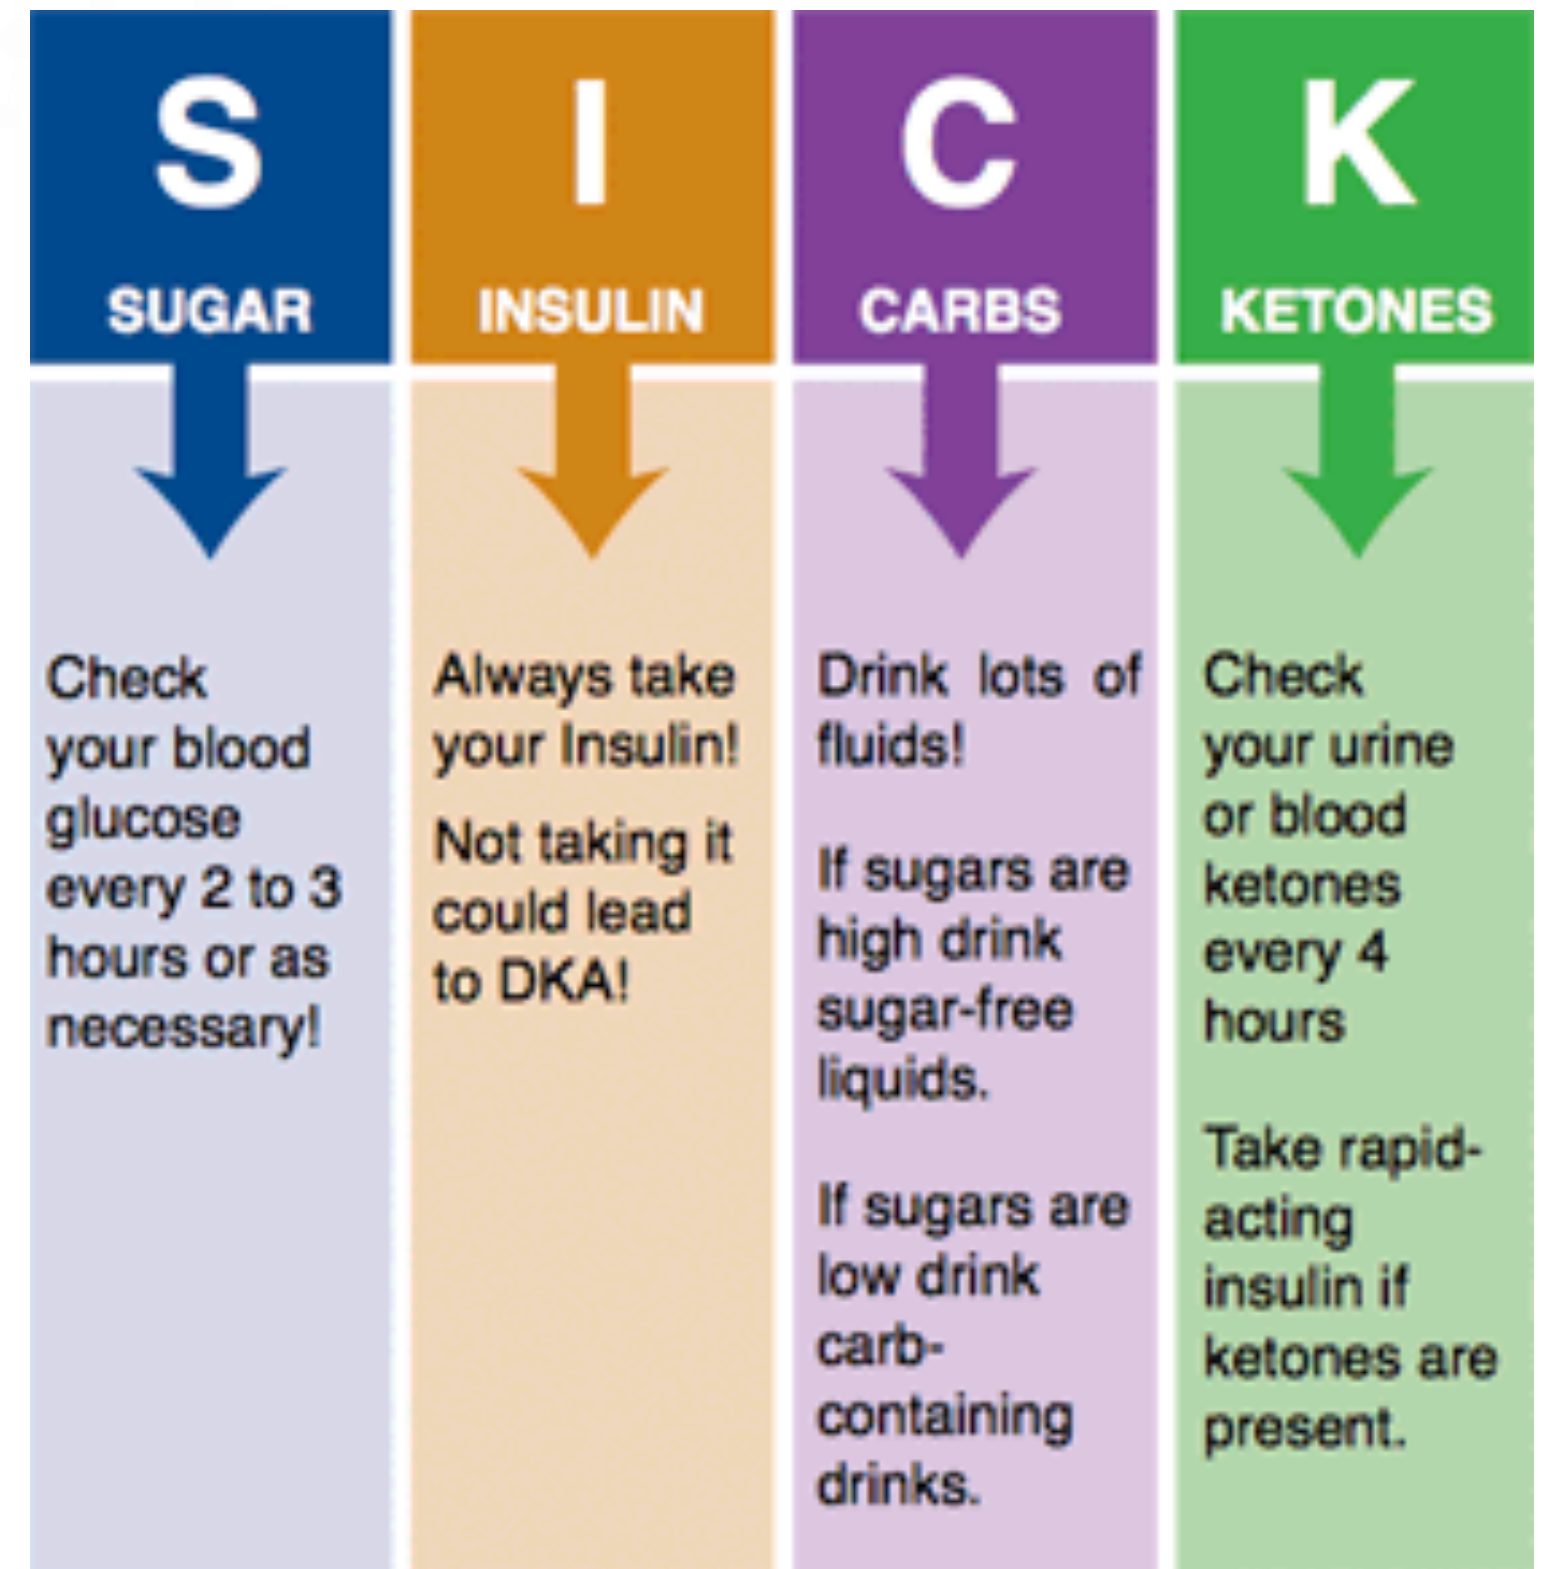 S
SUGAR
Check
your blood
glucose
every 2 to 3
hours or as
necessary!
I
INSULIN
Always take
your Insulin!
Not taking it
could lead
to DKA!
C
CARBS
Drink lots of
fluids!
If sugars are
high drink
sugar-free
liquids.
If sugars are
low drink
carb-
containing
drinks.
K
KETONES
Check
your urine
or blood
ketones
every 4
hours
Take rapid-
acting
insulin if
ketones are
present.